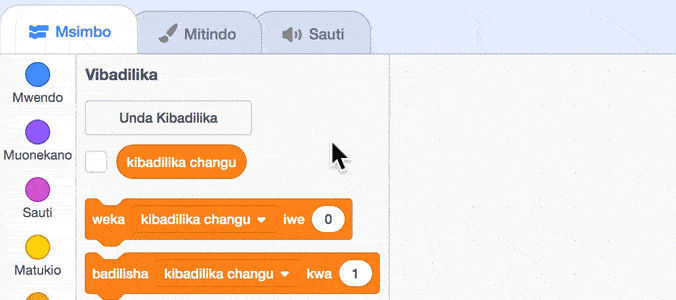 Msimbo Mitindo Sauti
Mwendo
Muonekano
Sauti
Matukio
Vibadilika
Unda Kibadilika
kibadilika changu
weka kibadilika changu iwe 0
badilisha kibadilika changu kwa 1